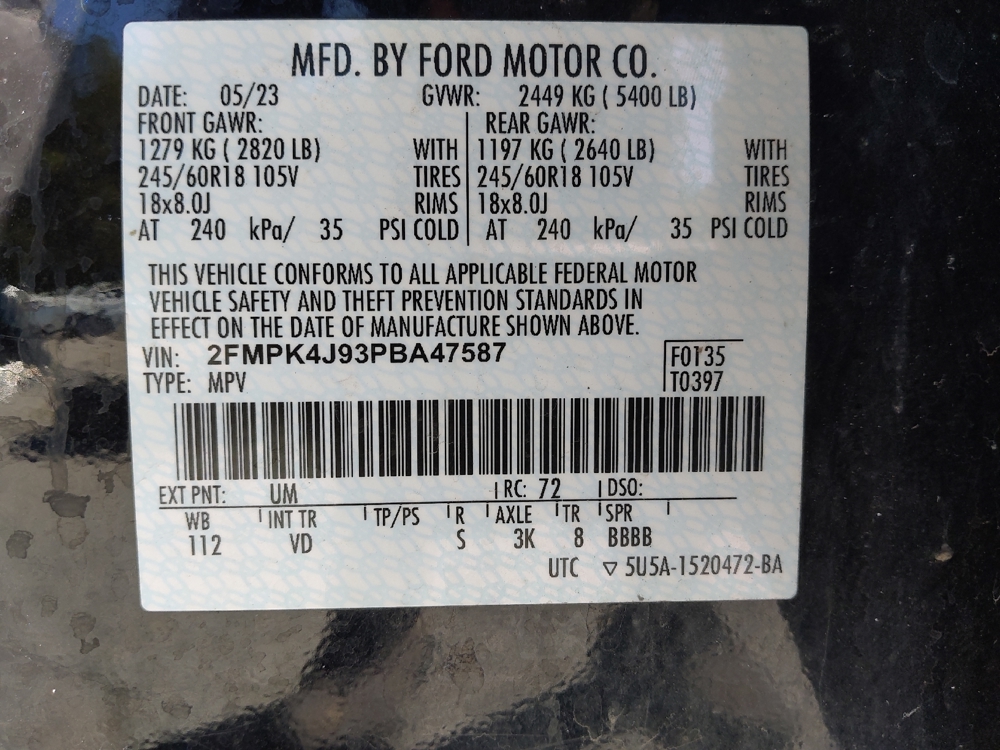 MFD. BY FORD MOTOR CO.
DATE: 05/23 GVWR: 2449 KG ( 5400 LB)
FRONT GAWR: REAR GAWR:
1279 KG ( 2820 LB) WITH 1197 KG ( 2640 LB) WITH
245/60R18 105V TIRES 245/60R18 105V TIRES
18x8.0J RIMS 18x8.0J RIMS
AT 240 kPa/ 35 PSI COLD AT 240 kPa/ 35 PSI COLD
THIS VEHICLE CONFORMS TO ALL APPLICABLE FEDERAL MOTOR
VEHICLE SAFETY AND THEFT PREVENTION STANDARDS IN
EFFECT ON THE DATE OF MANUFACTURE SHOWN ABOVE.
VIN: 2FMPK4J93PBA47587 F0135
TYPE: MPV T0397
EXT PNT: UM RC: 72 DSO:
WB INT TR TP/PS R AXLE TR SPR
112 VD S 3K 8 BBBB
UTC ▽ 5U5A-1520472-BA